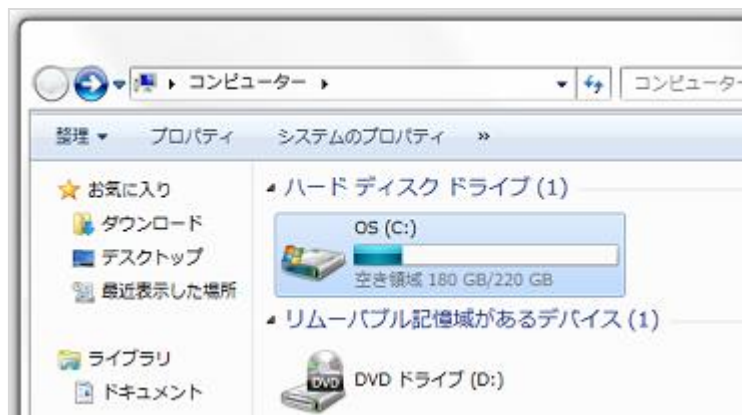 コンピューター
コンピューター
整理
プロパティ
システムのプロパティ
»
お気に入り
ダウンロード
デスクトップ
最近表示した場所
ライブラリ
ドキュメント
ハード ディスク ドライブ (1)
OS (C:)
空き領域 180 GB/220 GB
リムーバブル記憶域があるデバイス (1)
DVD
DVD ドライブ (D:)